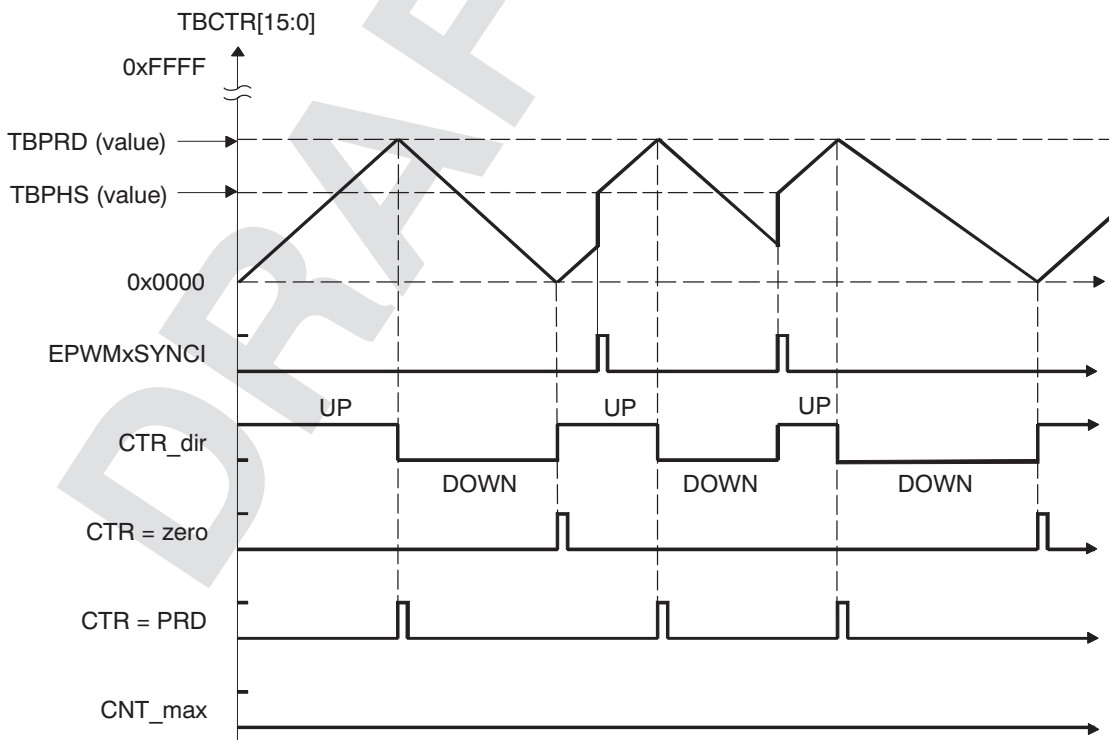 TBCTR[15:0]
0xFFFF
TBPRD (value)
TBPHS (value)
0x0000
EPWMxSYNCI
UP UP UP
CTR_dir
DOWN DOWN DOWN
CTR = zero
CTR = PRD
CNT_max
DRAF